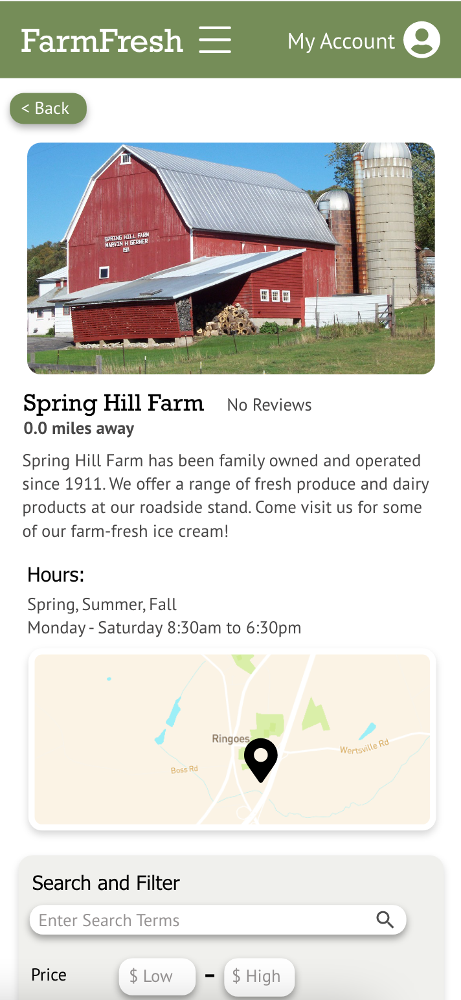 FarmFresh
My Account
< Back
SPRING HILL FARM
MARVIN H GERNER
1911
Spring Hill Farm No Reviews
0.0 miles away
Spring Hill Farm has been family owned and operated
since 1911. We offer a range of fresh produce and dairy
products at our roadside stand. Come visit us for some
of our farm-fresh ice cream!
Hours:
Spring, Summer, Fall
Monday - Saturday 8:30am to 6:30pm
Ringoes
Wertsville Rd
Boss Rd
Search and Filter
Enter Search Terms
Price $ Low - $ High